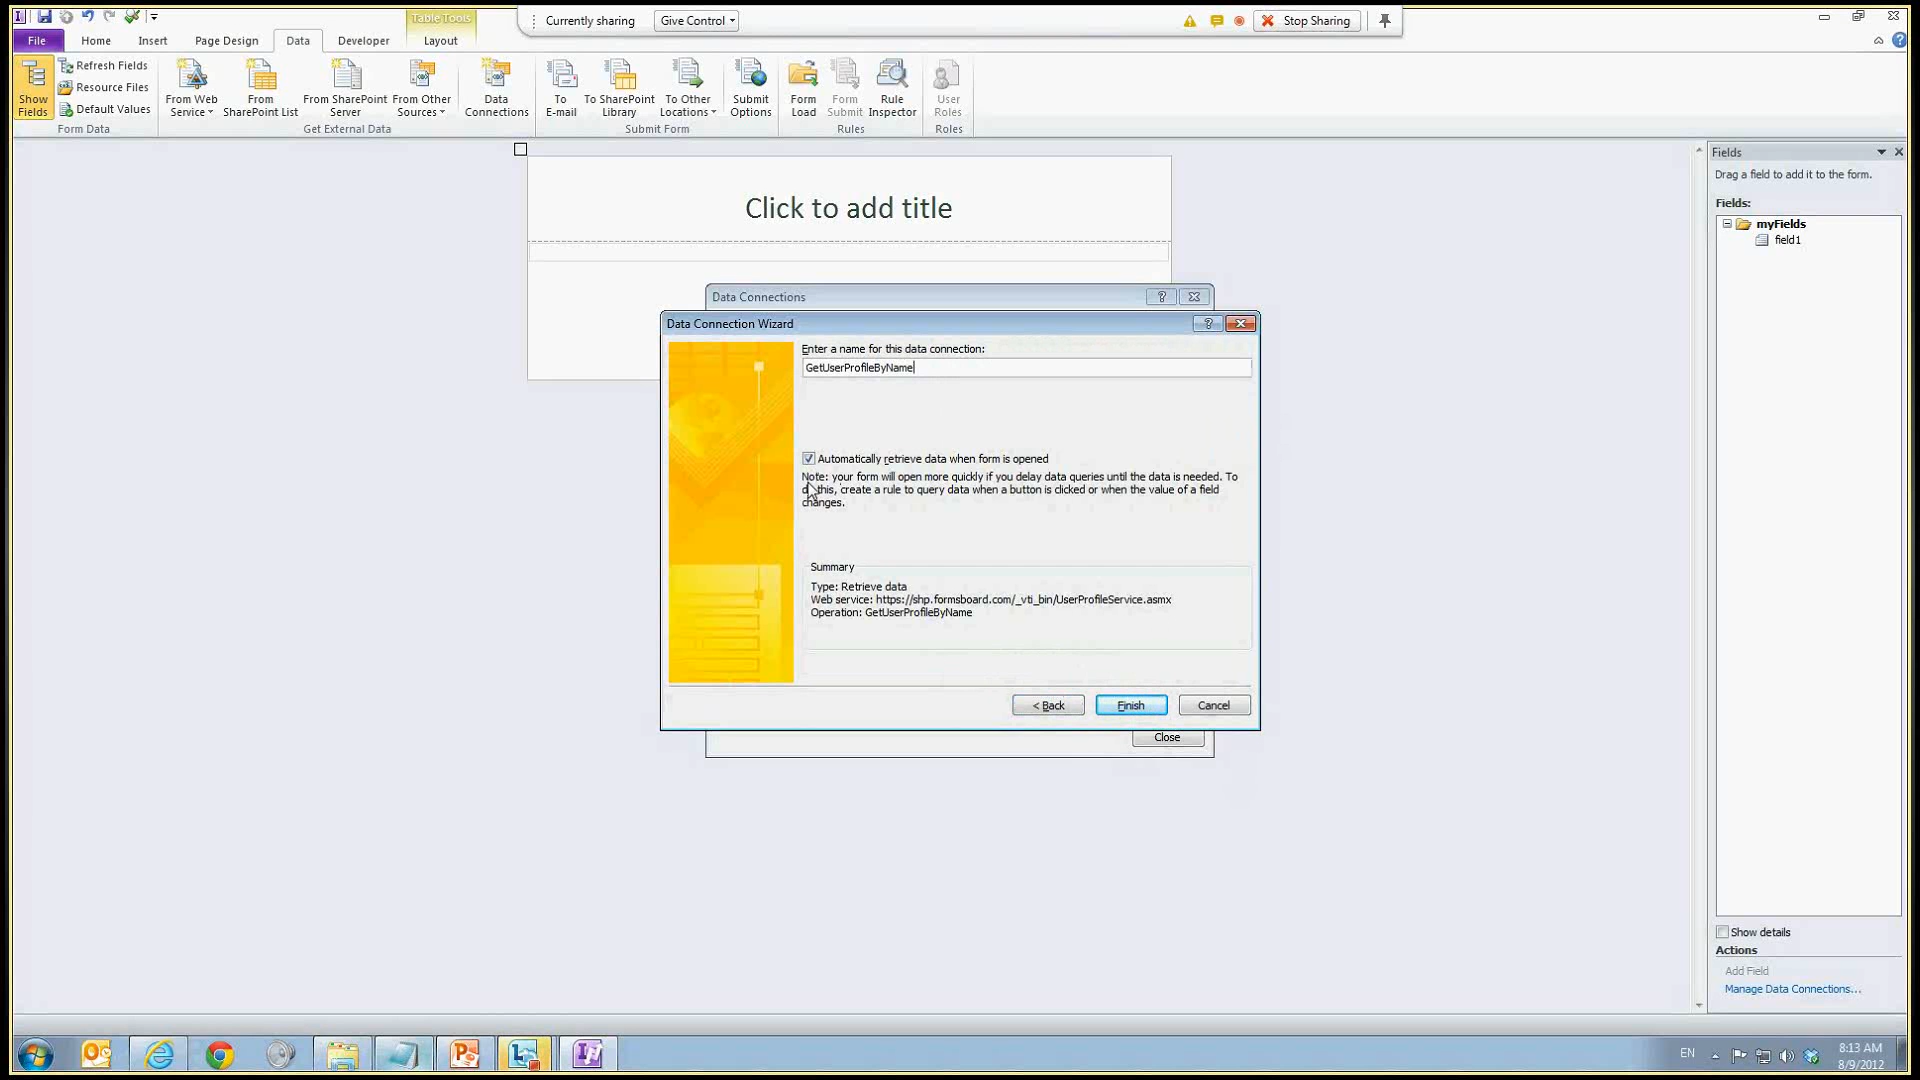 Table Tools
Currently sharing
Give Control
Stop Sharing
File
Home
Insert
Page Design
Data
Developer
Layout
Show
Fields
Refresh Fields
Resource Files
Default Values
Form Data
From Web
Service
From
SharePoint List
From SharePoint
Server
From Other
Sources
Data
Connections
Get External Data
To
E-mail
To SharePoint
Library
To Other
Locations
Submit
Options
Submit Form
Form
Load
Form
Submit
Rule
Inspector
Rules
User
Roles
Roles
Click to add title
Data Connections
Data Connection Wizard
Enter a name for this data connection:
GetUserProfileByName
Automatically retrieve data when form is opened
Note: your form will open more quickly if you delay data queries until the data is needed. To
this, create a rule to query data when a button is clicked or when the value of a field
changes.
Summary
Type: Retrieve data
Web service: https://shp.formsboard.com/_vti_bin/UserProfileService.asmx
Operation: GetUserProfileByName
< Back
Finish
Cancel
Close
Fields
Drag a field to add it to the form.
Fields:
myFields
field1
Show details
Actions
Add Field
Manage Data Connections...
EN
8:13 AM
8/9/2012